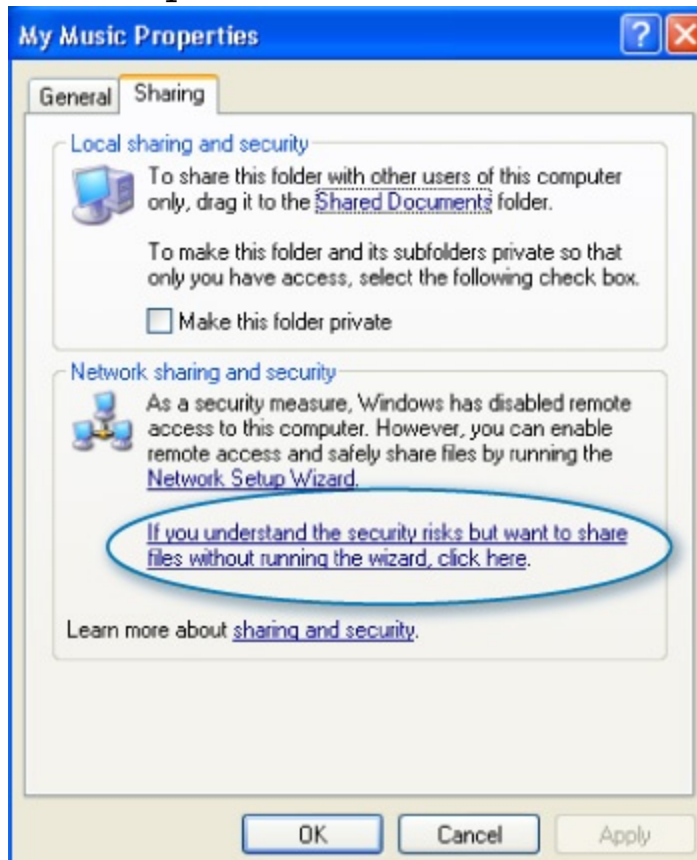 My Music Properties
General Sharing
Local sharing and security
To share this folder with other users of this computer
only, drag it to the Shared Documents folder.
To make this folder and its subfolders private so that
only you have access, select the following check box.
Make this folder private
Network sharing and security
As a security measure, Windows has disabled remote
access to this computer. However, you can enable
remote access and safely share files by running the
Network Setup Wizard.
If you understand the security risks but want to share
files without running the wizard, click here.
Learn more about sharing and security.
OK Cancel Apply